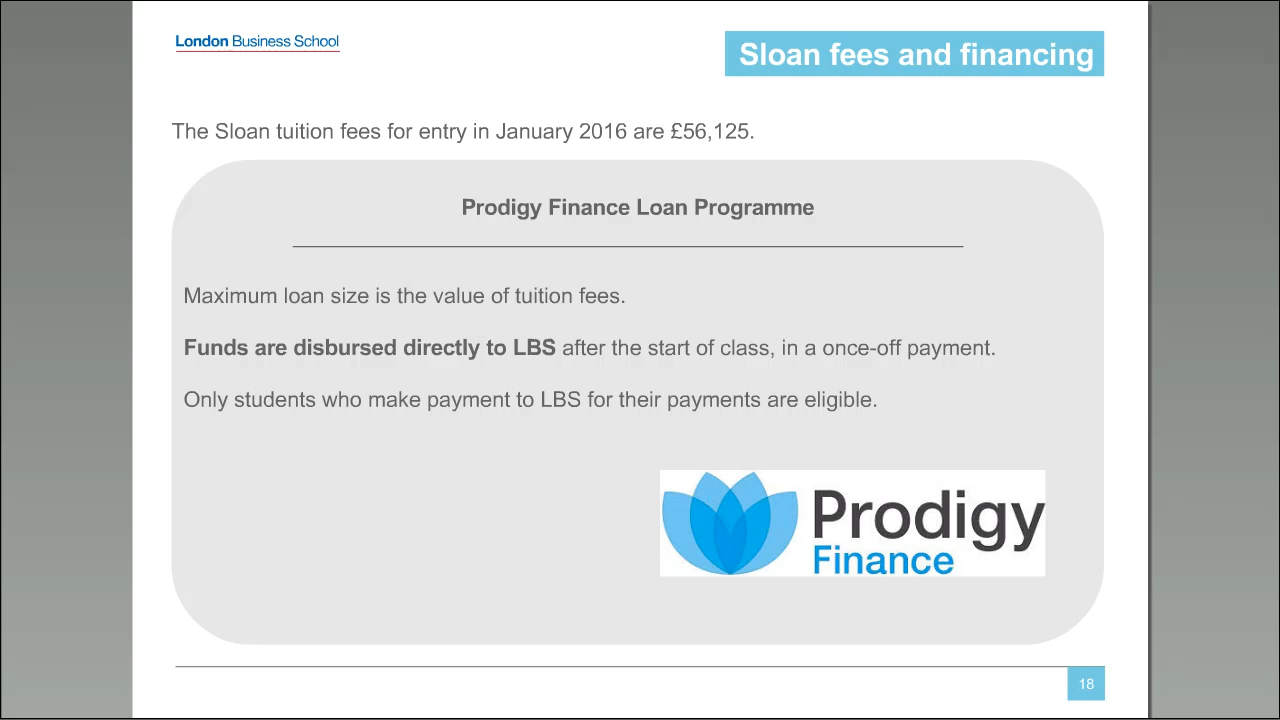 London Business School
Sloan fees and financing
The Sloan tuition fees for entry in January 2016 are £56,125.
Prodigy Finance Loan Programme
Maximum loan size is the value of tuition fees.
Funds are disbursed directly to LBS after the start of class, in a once-off payment.
Only students who make payment to LBS for their payments are eligible.
Prodigy
Finance
18